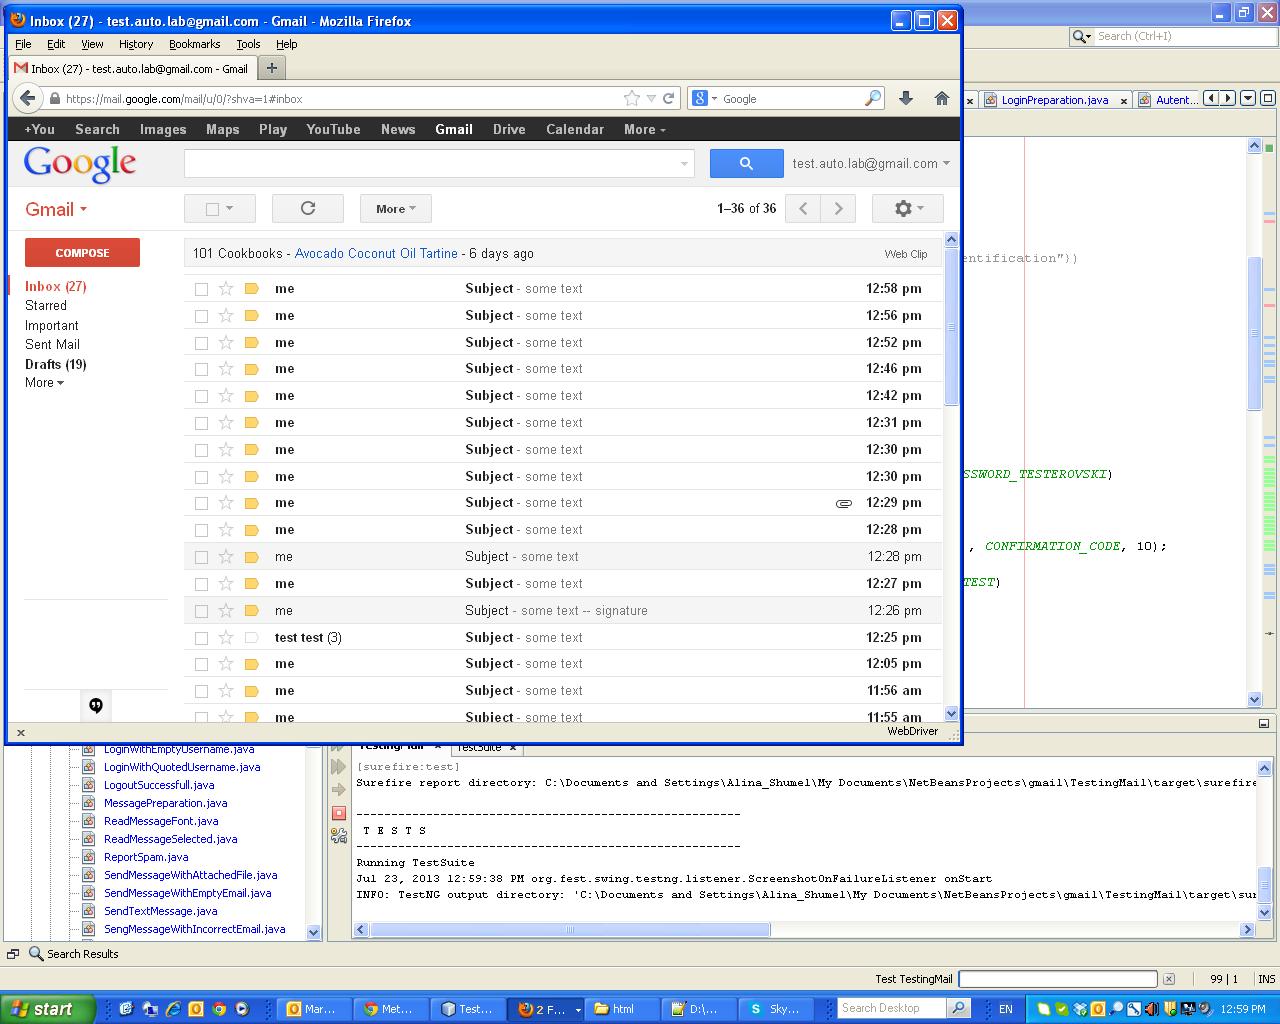 Inbox (27) - test.auto.lab@gmail.com - Gmail - Mozilla Firefox
File Edit View History Bookmarks Tools Help
Inbox (27) - test.auto.lab@gmail.com - Gmail +
https://mail.google.com/mail/u/0/?shva=1#inbox Google
Search (Ctrl+I)
LoginPreparation.java Autent...
+You Search Images Maps Play YouTube News Gmail Drive Calendar More
Google test.auto.lab@gmail.com
Gmail More 1–36 of 36
COMPOSE
Inbox (27)
Starred
Important
Sent Mail
Drafts (19)
More
101 Cookbooks - Avocado Coconut Oil Tartine - 6 days ago Web Clip
me Subject - some text 12:58 pm
me Subject - some text 12:56 pm
me Subject - some text 12:52 pm
me Subject - some text 12:46 pm
me Subject - some text 12:42 pm
me Subject - some text 12:31 pm
me Subject - some text 12:30 pm
me Subject - some text 12:30 pm
me Subject - some text 12:29 pm
me Subject - some text 12:28 pm
me Subject - some text 12:28 pm
me Subject - some text 12:27 pm
me Subject - some text -- signature 12:26 pm
test test (3) Subject - some text 12:25 pm
me Subject - some text 12:05 pm
me Subject - some text 11:56 am
me Subject - some text 11:55 am
x WebDriver
entification"))
SSWORD_TESTEROVSKI)
, CONFIRMATION_CODE, 10);
TEST)
LoginWithEmptyUsername.java
LoginWithQuotedUsername.java
LogoutSuccessfull.java
MessagePreparation.java
ReadMessageFont.java
ReadMessageSelected.java
ReportSpam.java
SendMessageWithAttachedFile.java
SendMessageWithEmptyEmail.java
SendTextMessage.java
SengMessageWithIncorrectEmail.java
TestingMail x TestSuite x
[surefire:test]
Surefire report directory: C:\Documents and Settings\Alina_Shumel\My Documents\NetBeansProjects\gmail\TestingMail\target\surefire
-------------------------------------------------------
T E S T S
-------------------------------------------------------
Running TestSuite
Jul 23, 2013 12:59:38 PM org.fest.swing.testng.listener.ScreenshotOnFailureListener onStart
INFO: TestNG output directory: 'C:\Documents and Settings\Alina_Shumel\My Documents\NetBeansProjects\gmail\TestingMail\target\sur
Search Results
Test TestingMail 99 | 1 INS
start Mar... Met... Test... 2 F... html D:\... Sky... Search Desktop EN 12:59 PM